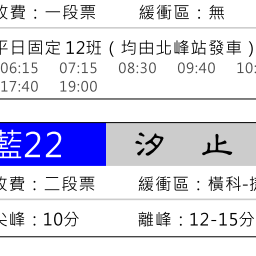 收費：一段票 緩衝區：無
平日固定12班（均由北峰站發車）
06:15 07:15 08:30 09:40 10:
17:40 19:00
藍22 汐止
收費：二段票 緩衝區：橫科-
尖峰：10分 離峰：12-15分